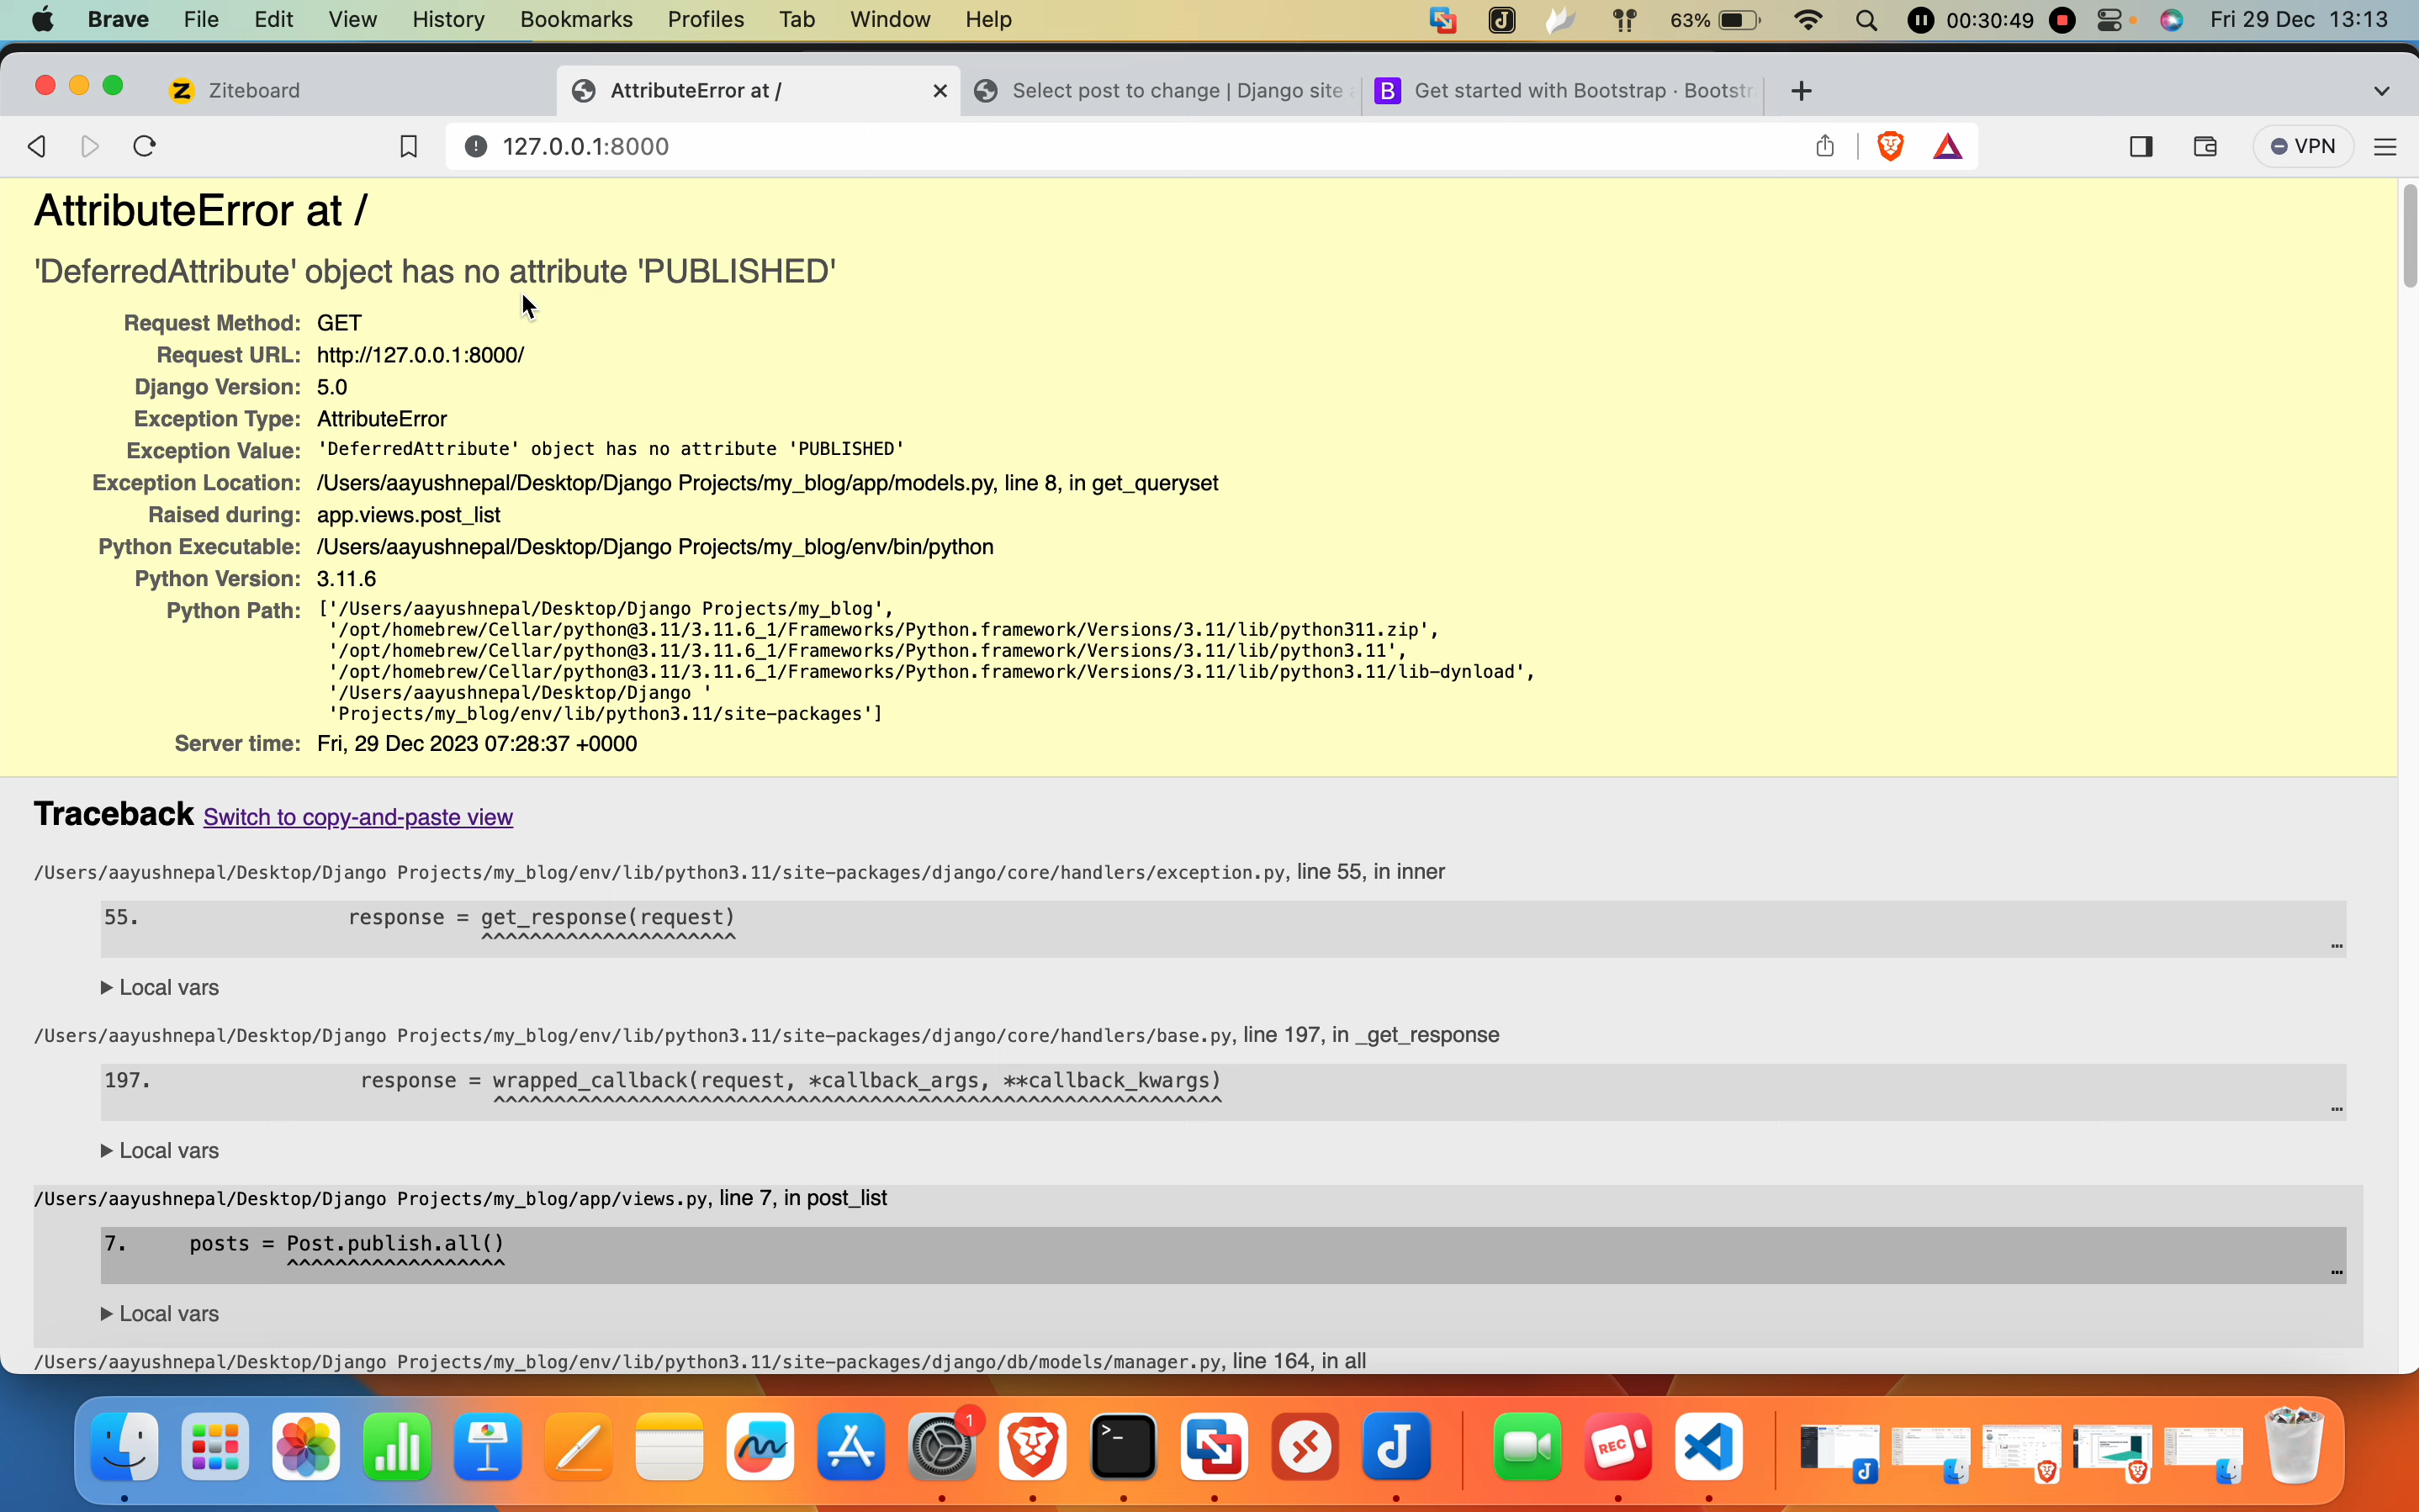 Brave File Edit View History Bookmarks Profiles Tab Window Help 63% 00:30:49 Fri 29 Dec 13:13
Ziteboard
AttributeError at /
Select post to change | Django site a
B Get started with Bootstrap · Bootstr
127.0.0.1:8000
VPN
AttributeError at /
'DeferredAttribute' object has no attribute 'PUBLISHED'
Request Method: GET
Request URL: http://127.0.0.1:8000/
Django Version: 5.0
Exception Type: AttributeError
Exception Value: 'DeferredAttribute' object has no attribute 'PUBLISHED'
Exception Location: /Users/aayushnepal/Desktop/Django Projects/my_blog/app/models.py, line 8, in get_queryset
Raised during: app.views.post_list
Python Executable: /Users/aayushnepal/Desktop/Django Projects/my_blog/env/bin/python
Python Version: 3.11.6
Python Path: ['/Users/aayushnepal/Desktop/Django Projects/my_blog',
'/opt/homebrew/Cellar/python@3.11/3.11.6_1/Frameworks/Python.framework/Versions/3.11/lib/python311.zip',
'/opt/homebrew/Cellar/python@3.11/3.11.6_1/Frameworks/Python.framework/Versions/3.11/lib/python3.11',
'/opt/homebrew/Cellar/python@3.11/3.11.6_1/Frameworks/Python.framework/Versions/3.11/lib/python3.11/lib-dynload',
'/Users/aayushnepal/Desktop/Django '
'Projects/my_blog/env/lib/python3.11/site-packages']
Server time: Fri, 29 Dec 2023 07:28:37 +0000
Traceback Switch to copy-and-paste view
/Users/aayushnepal/Desktop/Django Projects/my_blog/env/lib/python3.11/site-packages/django/core/handlers/exception.py, line 55, in inner
55. response = get_response(request)
^^^^^^^^^^^^^^^^^^^^^
…
▶ Local vars
/Users/aayushnepal/Desktop/Django Projects/my_blog/env/lib/python3.11/site-packages/django/core/handlers/base.py, line 197, in _get_response
197. response = wrapped_callback(request, *callback_args, **callback_kwargs)
^^^^^^^^^^^^^^^^^^^^^^^^^^^^^^^^^^^^^^^^^^^^^^^^^^^^^^^^^^^^
…
▶ Local vars
/Users/aayushnepal/Desktop/Django Projects/my_blog/app/views.py, line 7, in post_list
7. posts = Post.publish.all()
^^^^^^^^^^^^^^^^^^
…
▶ Local vars
/Users/aayushnepal/Desktop/Django Projects/my_blog/env/lib/python3.11/site-packages/django/db/models/manager.py, line 164, in all
1
REC